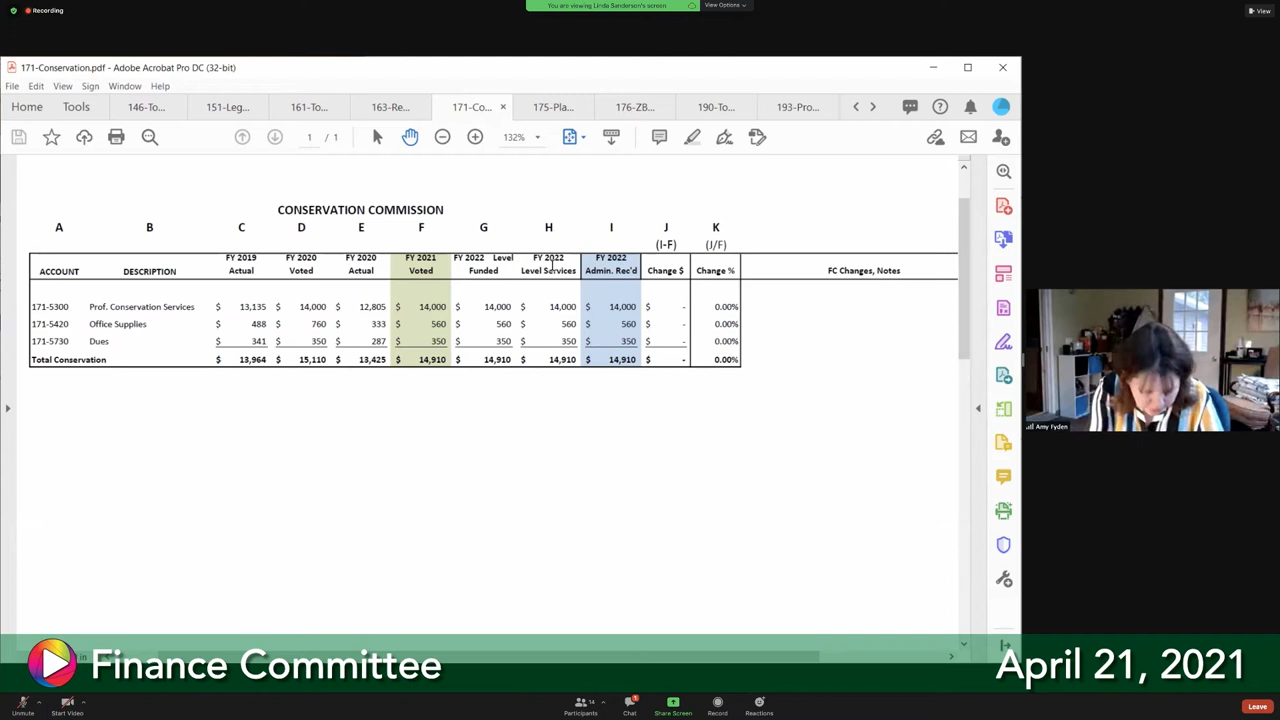 Recording
You are viewing Linda Sanderson's screen
View Options
View
171-Conservation.pdf - Adobe Acrobat Pro DC (32-bit)
File Edit View Sign Window Help
Home Tools 146-To... 151-Leg... 161-To... 163-Re... 171-Co... 175-Pla... 176-ZB... 190-To... 193-Pro...
1 / 1 132%
CONSERVATION COMMISSION
A B C D E F G H I J K
(I-F) (J/F)
FY 2019 FY 2020 FY 2020 FY 2021 FY 2022 Level FY 2022 FY 2022
ACCOUNT DESCRIPTION Actual Voted Actual Voted Funded Level Services Admin. Rec'd Change $ Change % FC Changes, Notes
171-5300 Prof. Conservation Services $ 13,135 $ 14,000 $ 12,805 $ 14,000 $ 14,000 $ 14,000 $ 14,000 $ - 0.00%
171-5420 Office Supplies $ 488 $ 760 $ 333 $ 560 $ 560 $ 560 $ 560 $ - 0.00%
171-5730 Dues $ 341 $ 350 $ 287 $ 350 $ 350 $ 350 $ 350 $ - 0.00%
Total Conservation $ 13,964 $ 15,110 $ 13,425 $ 14,910 $ 14,910 $ 14,910 $ 14,910 $ - 0.00%
Amy Fyden
Finance Committee April 21, 2021
Unmute Start Video 14 Participants 1 Chat Share Screen Record Reactions Leave